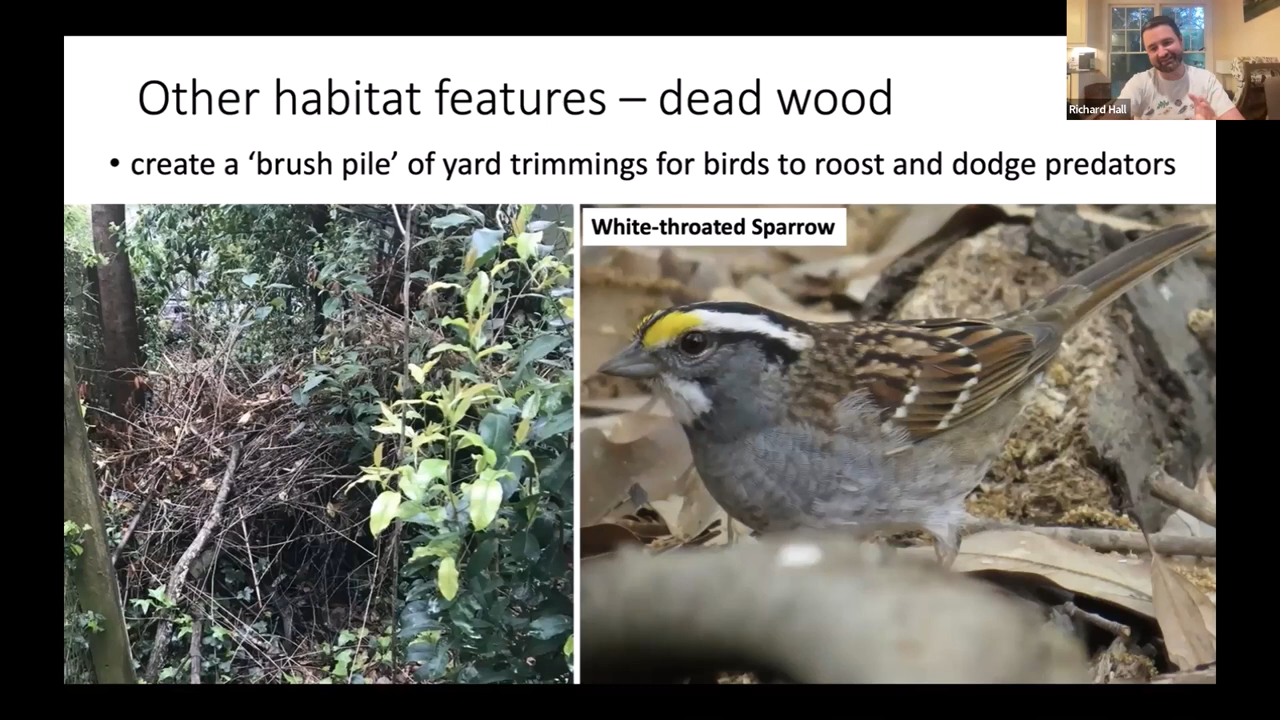 Other habitat features – dead wood
Richard Hall
• create a ‘brush pile’ of yard trimmings for birds to roost and dodge predators
White-throated Sparrow